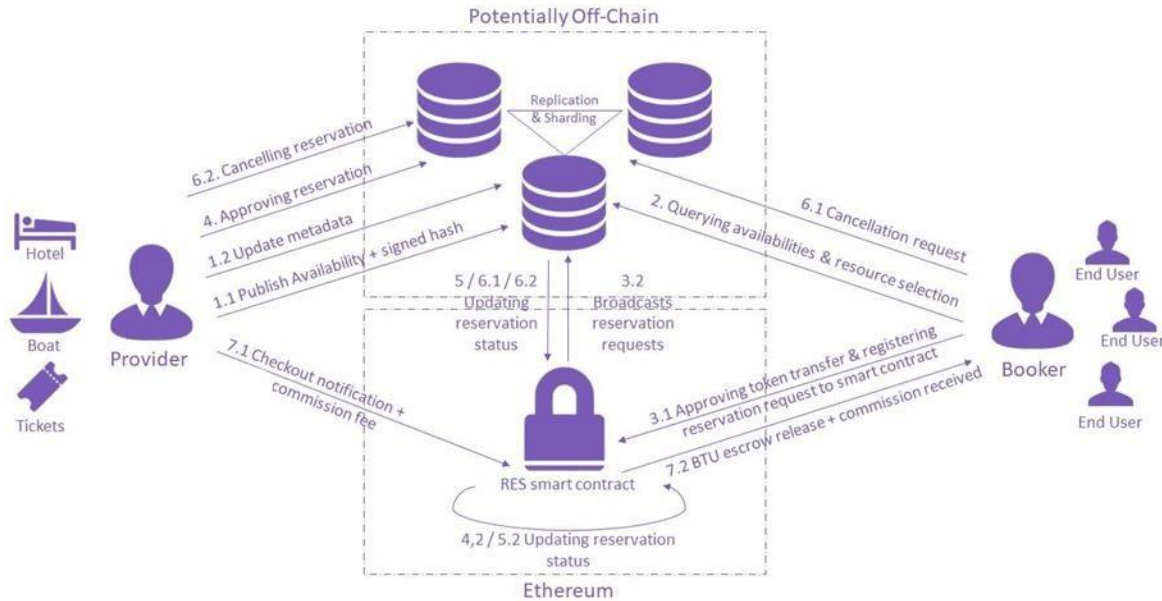 Potentially Off-Chain
Replication
& Sharding
6.2. Cancelling reservation
4. Approving reservation
1.2 Update metadata
1.1 Publish Availability + signed hash
7.1 Checkout notification +
commission fee
Hotel
Boat
Tickets
Provider
5 / 6.1 / 6.2
Updating
reservation
status
3.2
Broadcasts
reservation
requests
6.1 Cancellation request
2. Querying availabilities & resource selection
3.1 Approving token transfer & registering
reservation request to smart contract
7.2 BTU escrow release + commission received
Booker
End User
End User
End User
RES smart contract
4,2 / 5.2 Updating reservation
status
Ethereum